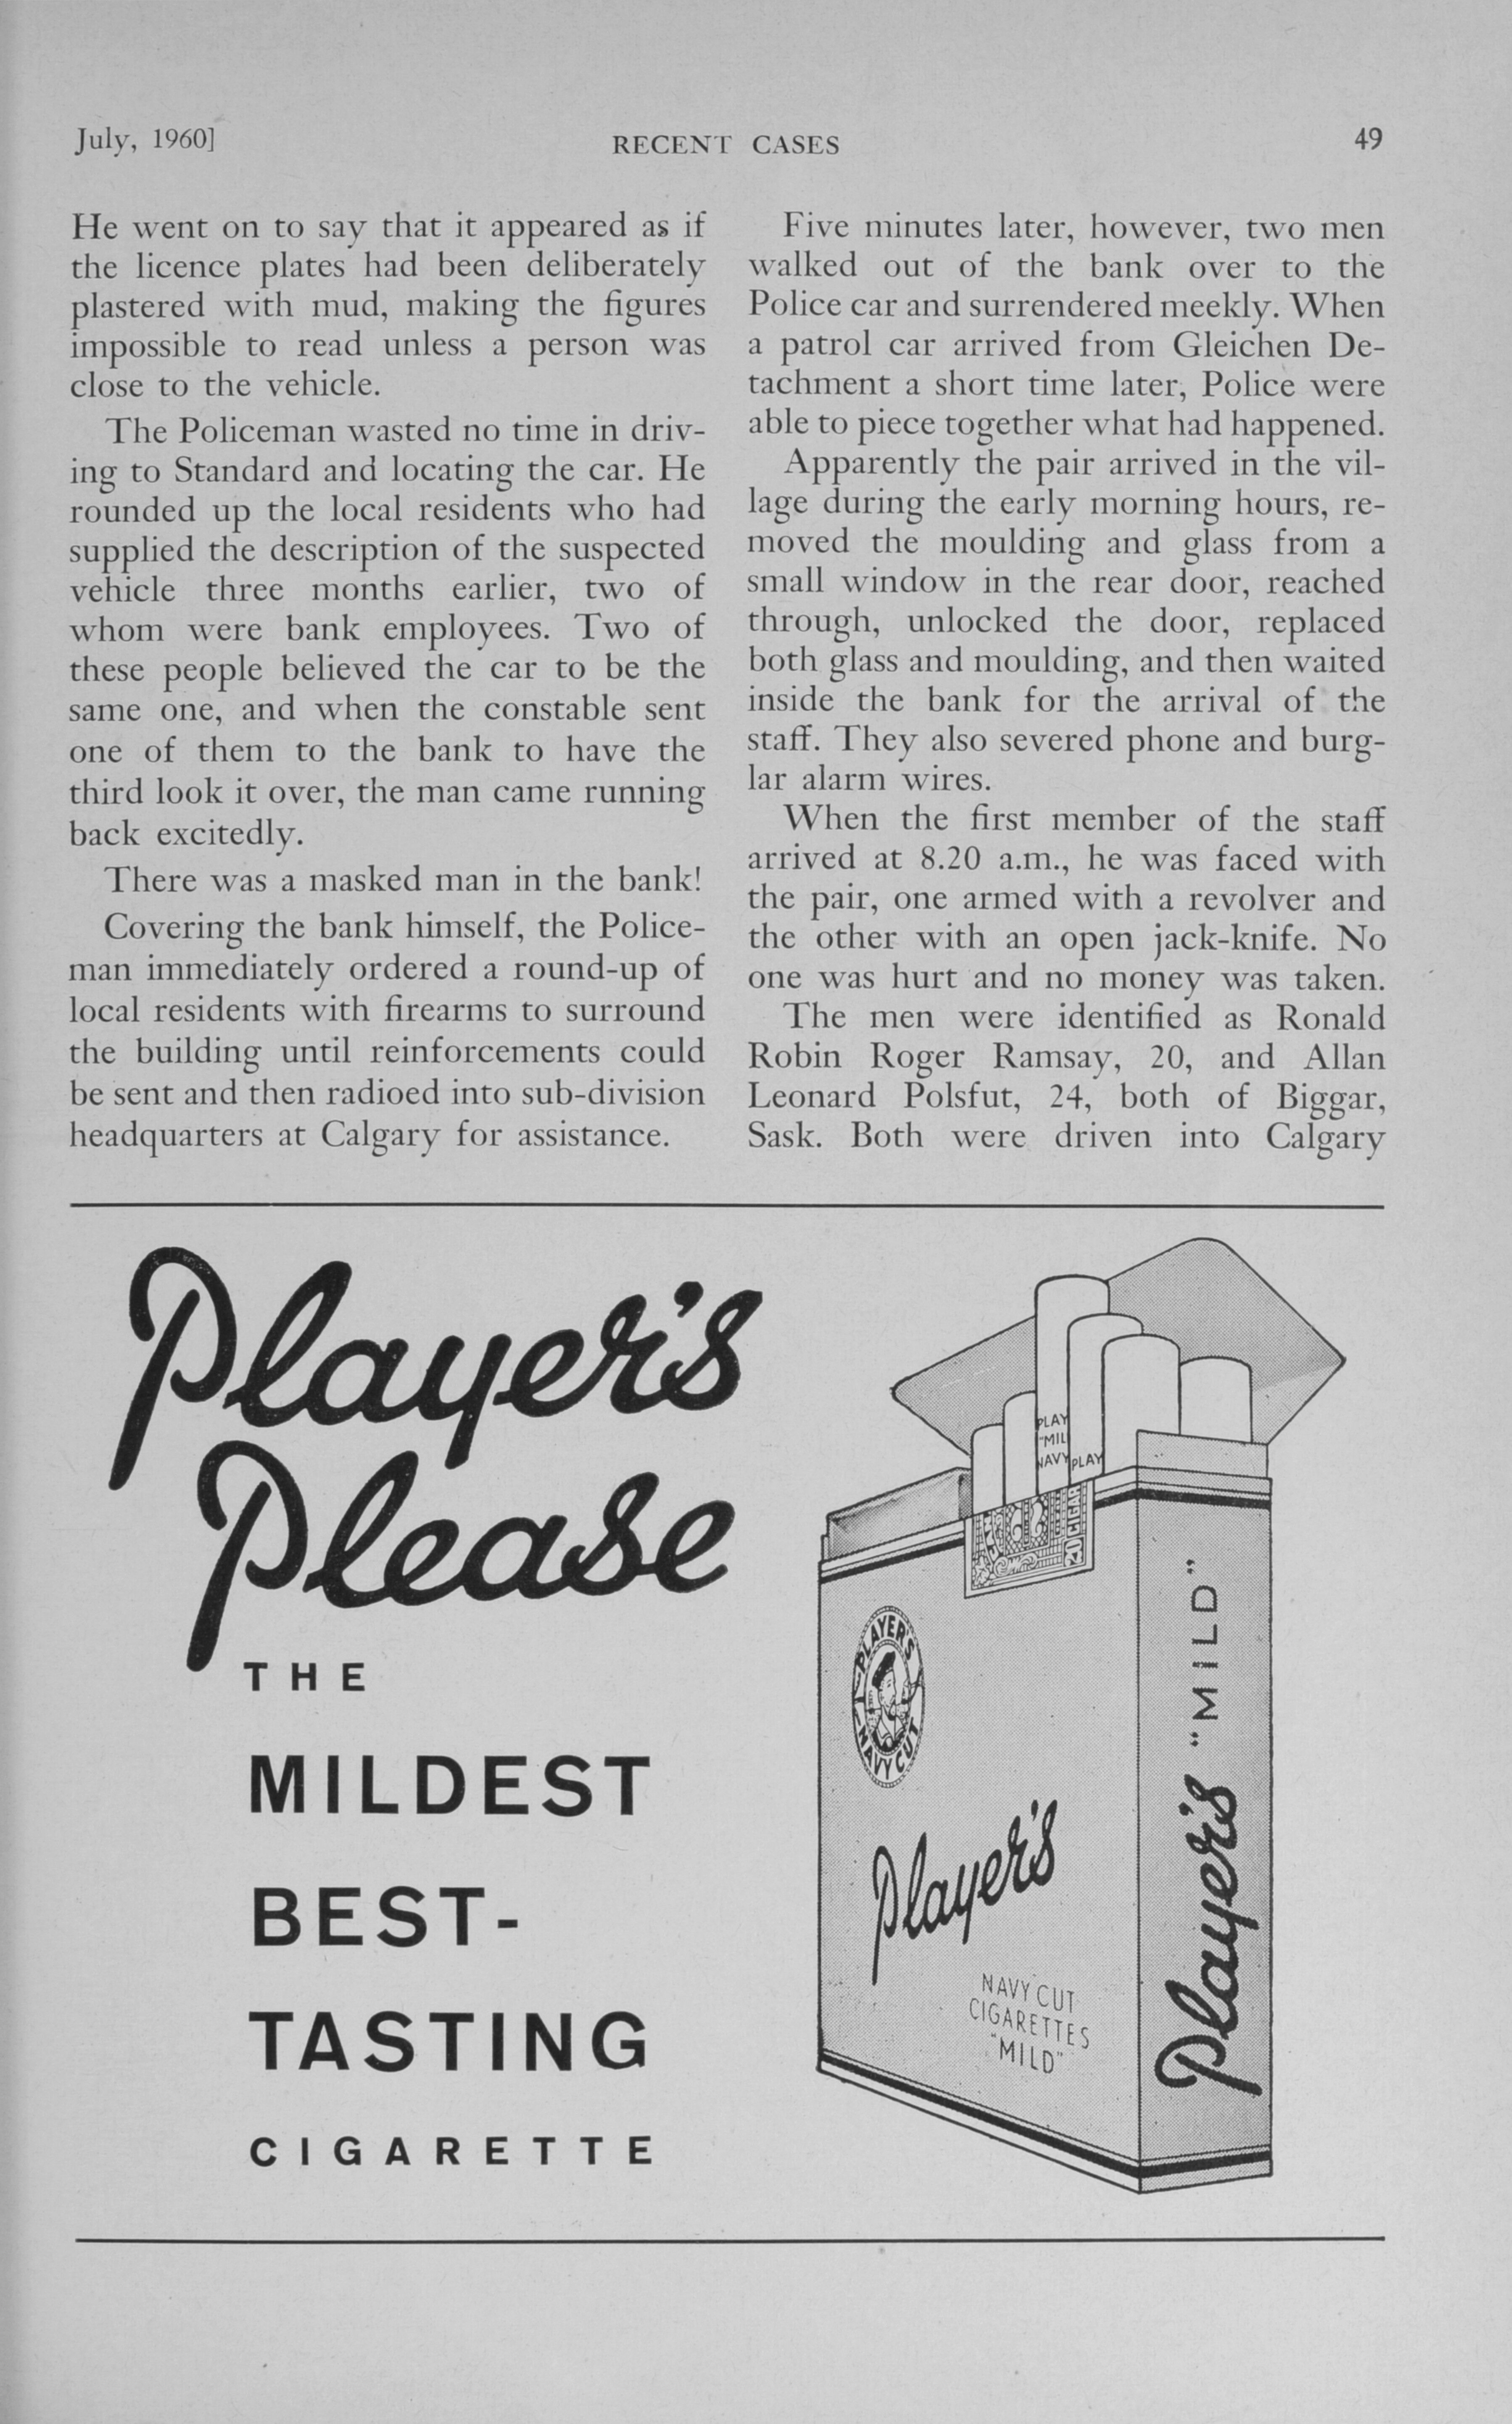 July, 1960]
RECENT CASES
49
He went on to say that it appeared as if
the licence plates had been deliberately
plastered with mud, making the figures
impossible to read unless a person was
close to the vehicle.
The Policeman wasted no time in driv-
ing to Standard and locating the car. He
rounded up the local residents who had
supplied the description of the suspected
vehicle three months earlier, two of
whom were bank employees. Two of
these people believed the car to be the
same one, and when the constable sent
one of them to the bank to have the
third look it over, the man came running
back excitedly.
There was a masked man in the bank!
Covering the bank himself, the Police-
man immediately ordered a round-up of
local residents with firearms to surround
the building until reinforcements could
be sent and then radioed into sub-division
headquarters at Calgary for assistance.
Five minutes later, however, two men
walked out of the bank over to the
Police car and surrendered meekly. When
a patrol car arrived from Gleichen De-
tachment a short time later, Police were
able to piece together what had happened.
Apparently the pair arrived in the vil-
lage during the early morning hours, re-
moved the moulding and glass from a
small window in the rear door, reached
through, unlocked the door, replaced
both glass and moulding, and then waited
inside the bank for the arrival of the
staff. They also severed phone and burg-
lar alarm wires.
When the first member of the staff
arrived at 8.20 a.m., he was faced with
the pair, one armed with a revolver and
the other with an open jack-knife. No
one was hurt and no money was taken.
The men were identified as Ronald
Robin Roger Ramsay, 20, and Allan
Leonard Polsfut, 24, both of Biggar,
Sask. Both were driven into Calgary
Player's
Please
THE
MILDEST
BEST-
TASTING
CIGARETTE
PLAY
"MIL
NAVY
PLAY
20 CIGAR
PLAYER'S
NAVY CUT
Player's
NAVY CUT
CIGARETTES
"MILD"
Player's "MILD"